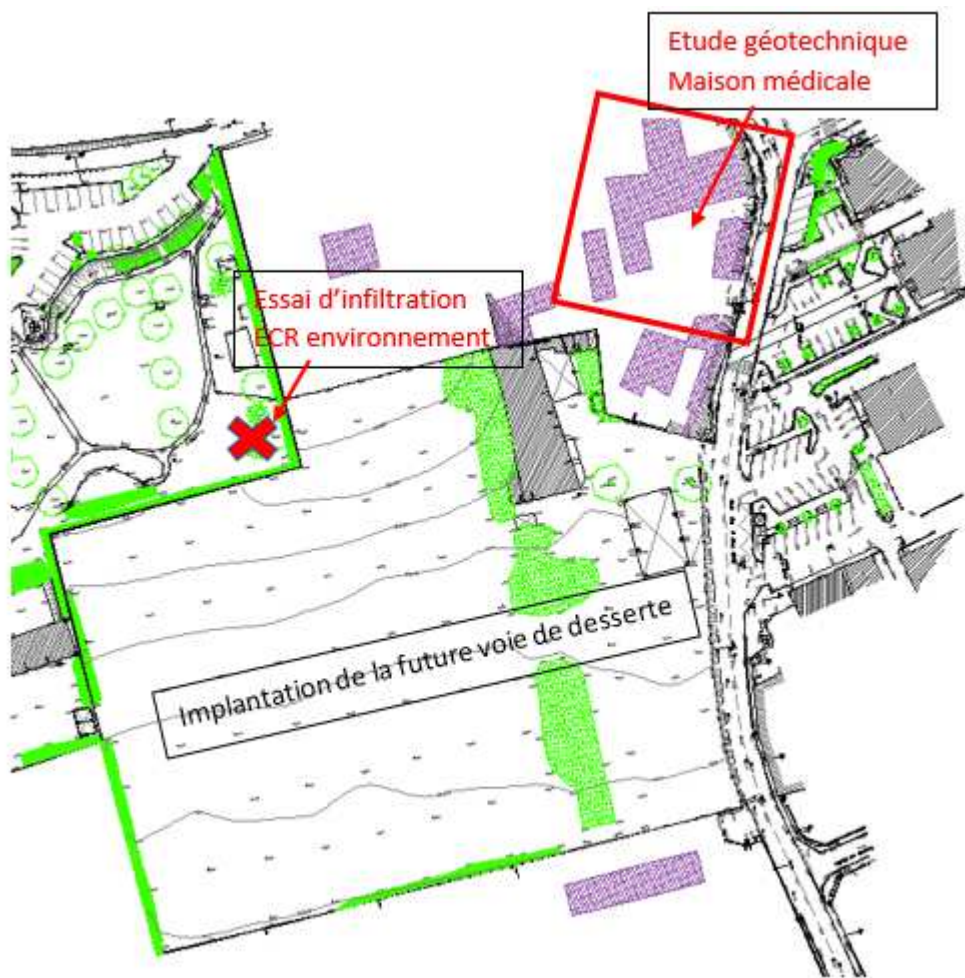 Etude géotechnique
Maison médicale
Essai d'infiltration
ECR environnement
Implantation de la future voie de desserte